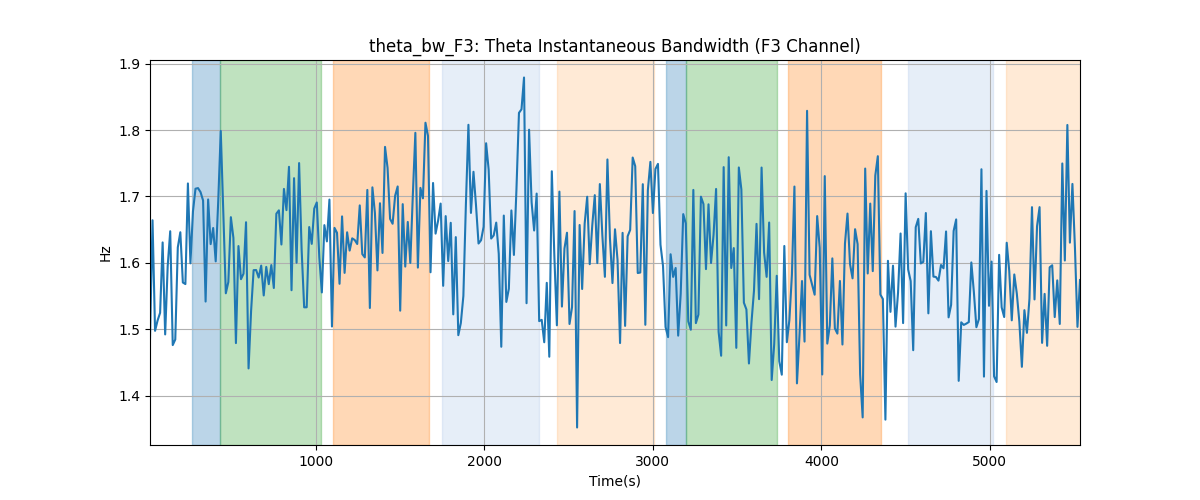 theta_bw_F3: Theta Instantaneous Bandwidth (F3 Channel)
1.9
1.8
1.7
1.6
1.5
1.4
Hz
1000 2000 3000 4000 5000
Time(s)